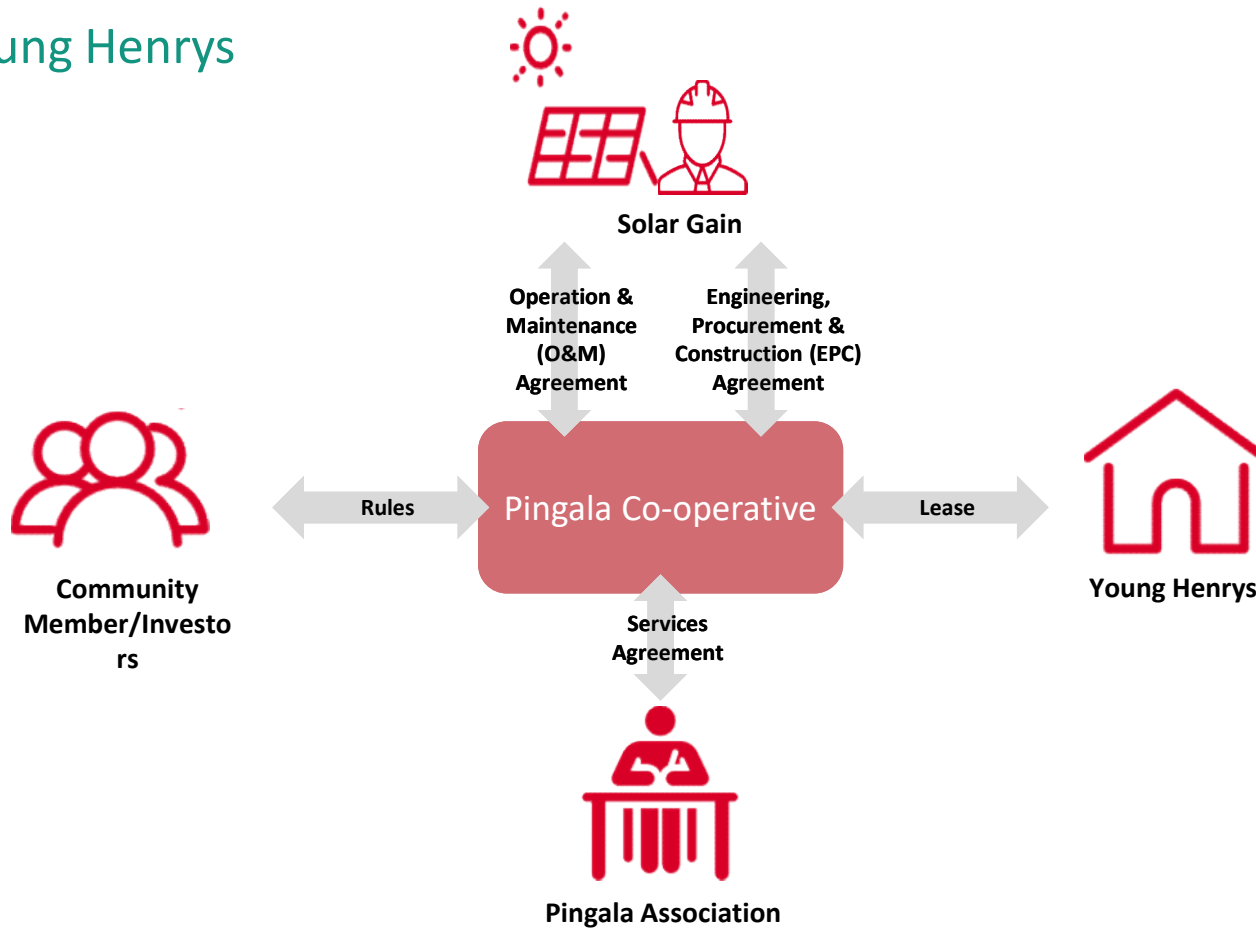 ung Henrys
Solar Gain
Operation &
Maintenance
(O&M)
Agreement
Engineering,
Procurement &
Construction (EPC)
Agreement
Rules
Pingala Co-operative
Lease
Community
Member/Investo
rs
Young Henrys
Services
Agreement
Pingala Association